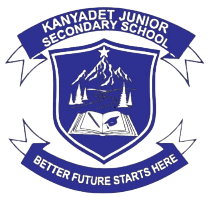 KANYADET JUNIOR
SECONDARY SCHOOL
BETTER FUTURE STARTS HERE